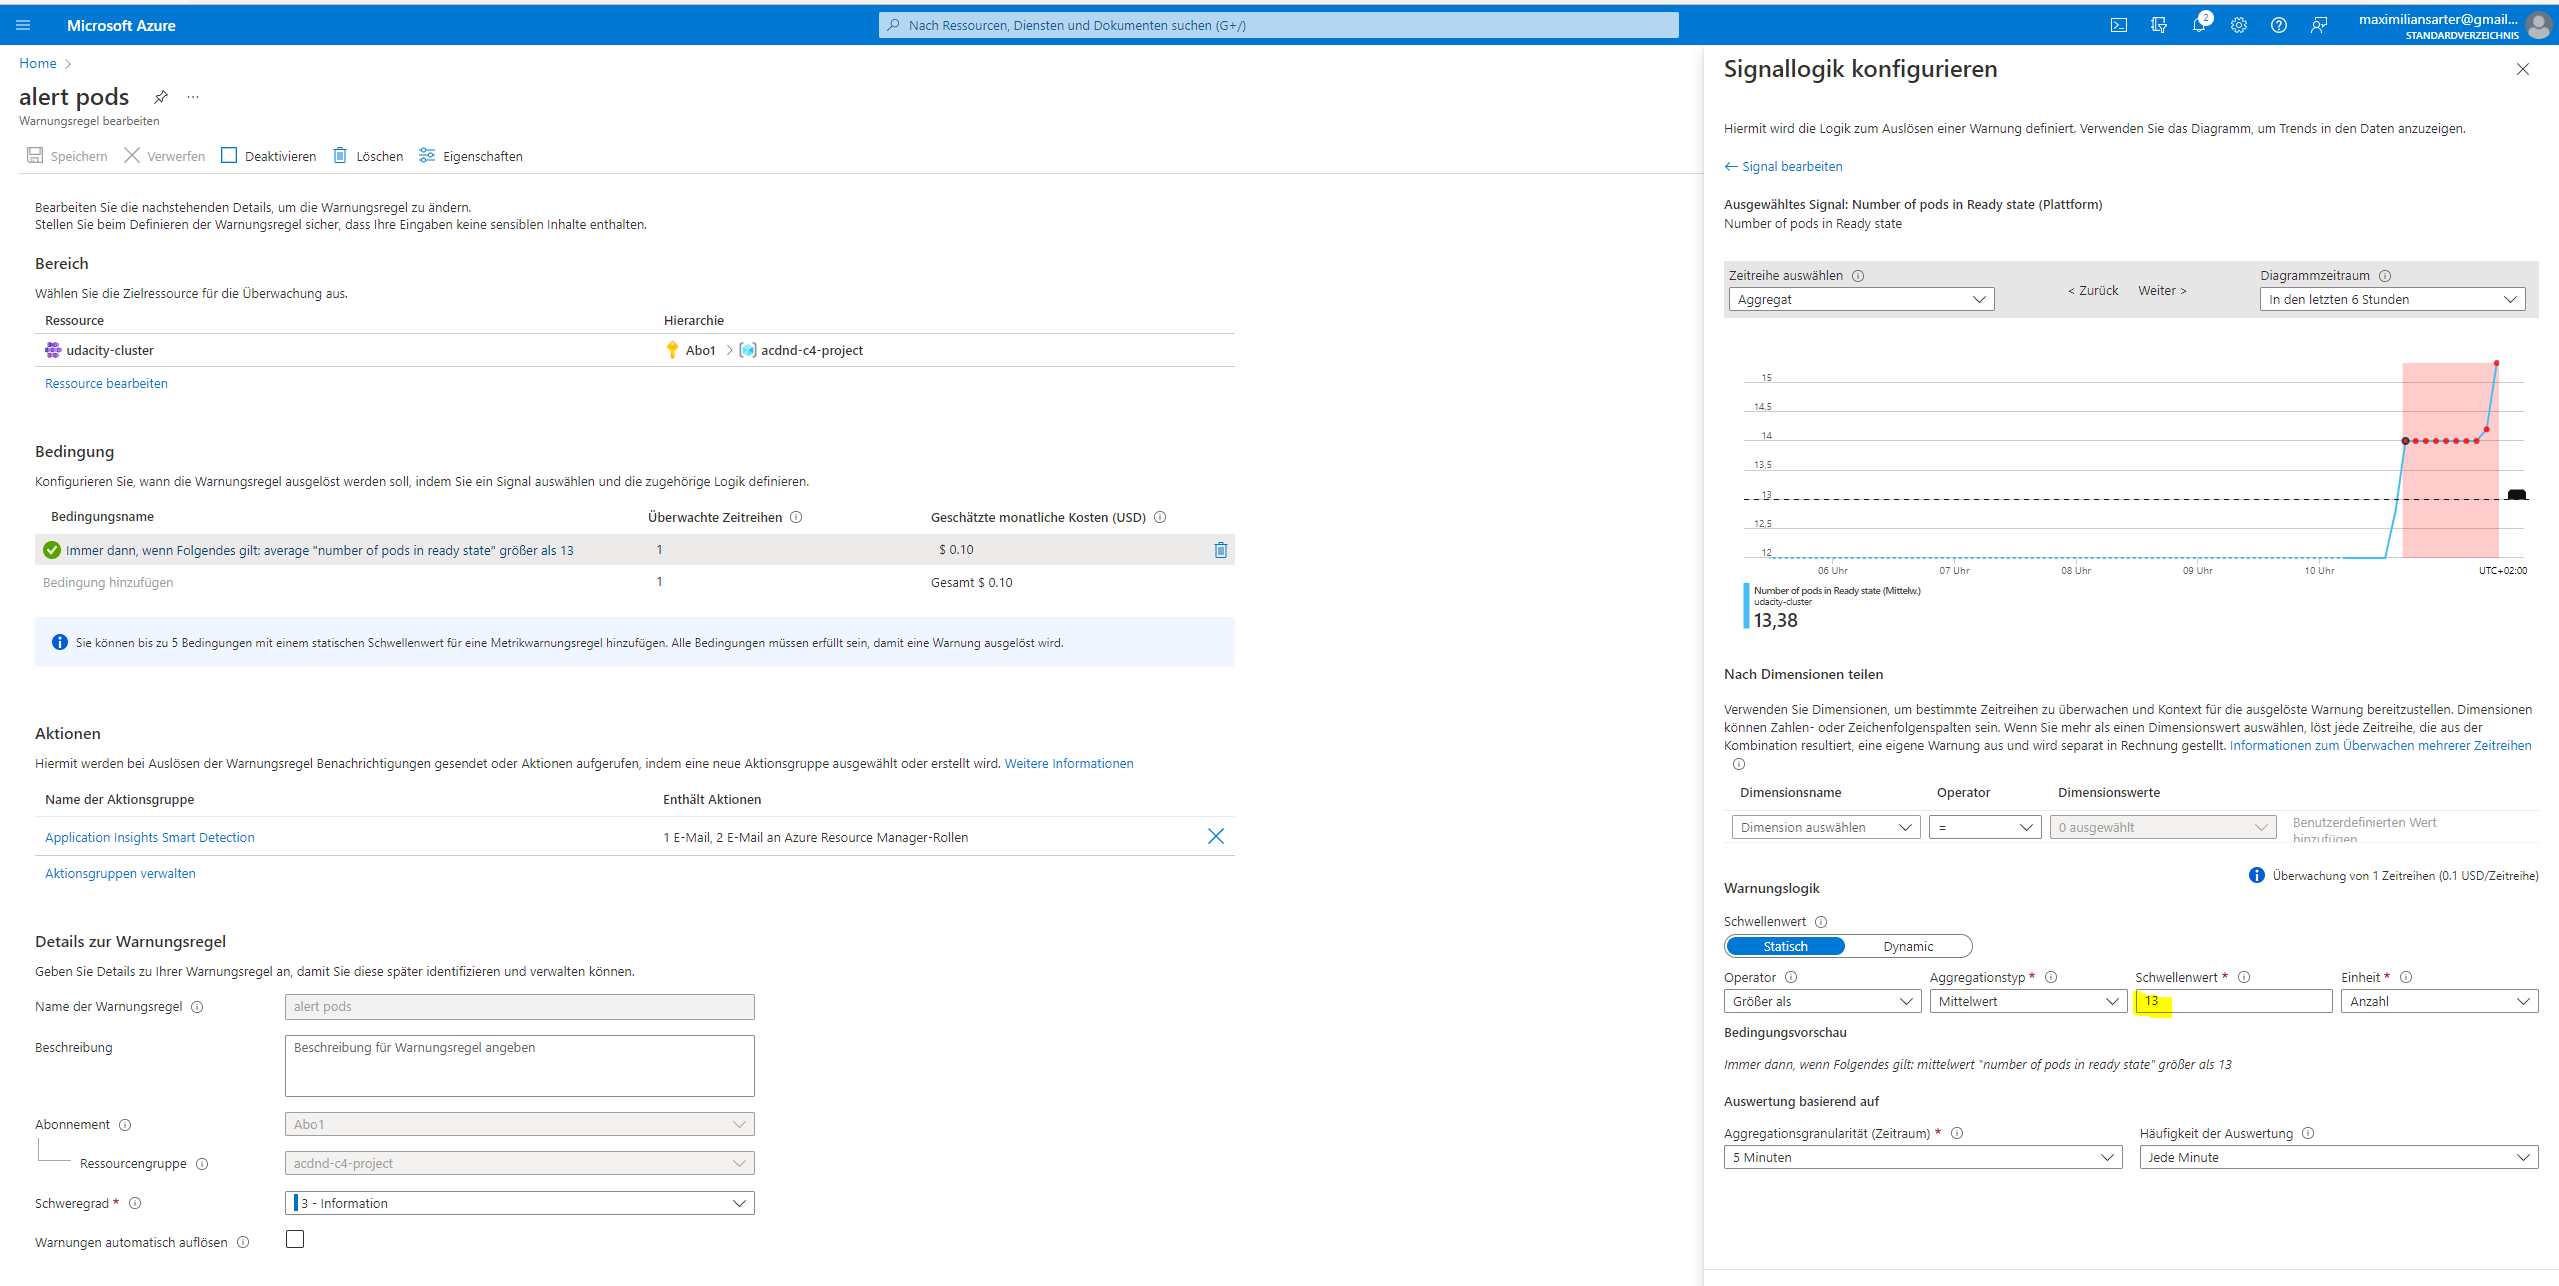 Microsoft Azure
Nach Ressourcen, Diensten und Dokumenten suchen (G+/)
2
maximiliansarter@gmail...
STANDARDVERZEICHNIS
Home >
alert pods ...
Warnungsregel bearbeiten
Speichern Verwerfen Deaktivieren Löschen Eigenschaften
Bearbeiten Sie die nachstehenden Details, um die Warnungsregel zu ändern.
Stellen Sie beim Definieren der Warnungsregel sicher, dass Ihre Eingaben keine sensiblen Inhalte enthalten.
Bereich
Wählen Sie die Zielressource für die Überwachung aus.
Ressource Hierarchie
udacity-cluster Abo1 > acdnd-c4-project
Ressource bearbeiten
Bedingung
Konfigurieren Sie, wann die Warnungsregel ausgelöst werden soll, indem Sie ein Signal auswählen und die zugehörige Logik definieren.
Bedingungsname Überwachte Zeitreihen Geschätzte monatliche Kosten (USD)
Immer dann, wenn Folgendes gilt: average "number of pods in ready state" größer als 13 1 $ 0.10
Bedingung hinzufügen 1 Gesamt $ 0.10
Sie können bis zu 5 Bedingungen mit einem statischen Schwellenwert für eine Metrikwarnungsregel hinzufügen. Alle Bedingungen müssen erfüllt sein, damit eine Warnung ausgelöst wird.
Aktionen
Hiermit werden bei Auslösen der Warnungsregel Benachrichtigungen gesendet oder Aktionen aufgerufen, indem eine neue Aktionsgruppe ausgewählt oder erstellt wird. Weitere Informationen
Name der Aktionsgruppe Enthält Aktionen
Application Insights Smart Detection 1 E-Mail, 2 E-Mail an Azure Resource Manager-Rollen
Aktionsgruppen verwalten
Details zur Warnungsregel
Geben Sie Details zu Ihrer Warnungsregel an, damit Sie diese später identifizieren und verwalten können.
Name der Warnungsregel alert pods
Beschreibung Beschreibung für Warnungsregel angeben
Abonnement Abo1
Ressourcengruppe acdnd-c4-project
Schweregrad * 3 - Information
Warnungen automatisch auflösen
Signallogik konfigurieren
Hiermit wird die Logik zum Auslösen einer Warnung definiert. Verwenden Sie das Diagramm, um Trends in den Daten anzuzeigen.
← Signal bearbeiten
Ausgewähltes Signal: Number of pods in Ready state (Plattform)
Number of pods in Ready state
Zeitreihe auswählen Diagrammzeitraum
Aggregat < Zurück Weiter > In den letzten 6 Stunden
15
14,5
14
13,5
13
12,5
12
06 Uhr 07 Uhr 08 Uhr 09 Uhr 10 Uhr UTC+02:00
Number of pods in Ready state (Mittelw.)
udacity-cluster
13,38
Nach Dimensionen teilen
Verwenden Sie Dimensionen, um bestimmte Zeitreihen zu überwachen und Kontext für die ausgelöste Warnung bereitzustellen. Dimensionen
können Zahlen- oder Zeichenfolgenspalten sein. Wenn Sie mehr als einen Dimensionswert auswählen, löst jede Zeitreihe, die aus der
Kombination resultiert, eine eigene Warnung aus und wird separat in Rechnung gestellt. Informationen zum Überwachen mehrerer Zeitreihen
Dimensionsname Operator Dimensionswerte
Dimension auswählen = 0 ausgewählt Benutzerdefinierten Wert
hinzufügen
Überwachung von 1 Zeitreihen (0.1 USD/Zeitreihe)
Warnungslogik
Schwellenwert
Statisch Dynamic
Operator Aggregationstyp * Schwellenwert * Einheit *
Größer als Mittelwert 13 Anzahl
Bedingungsvorschau
Immer dann, wenn Folgendes gilt: mittelwert "number of pods in ready state" größer als 13
Auswertung basierend auf
Aggregationsgranularität (Zeitraum) * Häufigkeit der Auswertung
5 Minuten Jede Minute